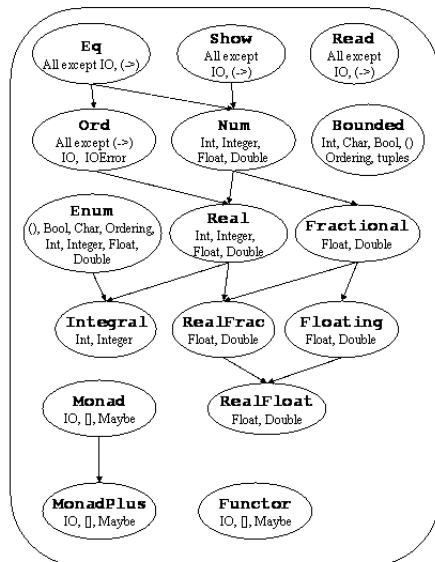 Eq
All except IO, (->)
Show
All except
IO, (->)
Read
All except
IO, (->)
Ord
All except (->)
IO, IOError
Num
Int, Integer,
Float, Double
Bounded
Int, Char, Bool, ()
Ordering, tuples
Enum
(), Bool, Char, Ordering,
Int, Integer, Float,
Double
Real
Int, Integer,
Float, Double
Fractional
Float, Double
Integral
Int, Integer
RealFrac
Float, Double
Floating
Float, Double
Monad
IO, [], Maybe
RealFloat
Float, Double
MonadPlus
IO, [], Maybe
Functor
IO, [], Maybe